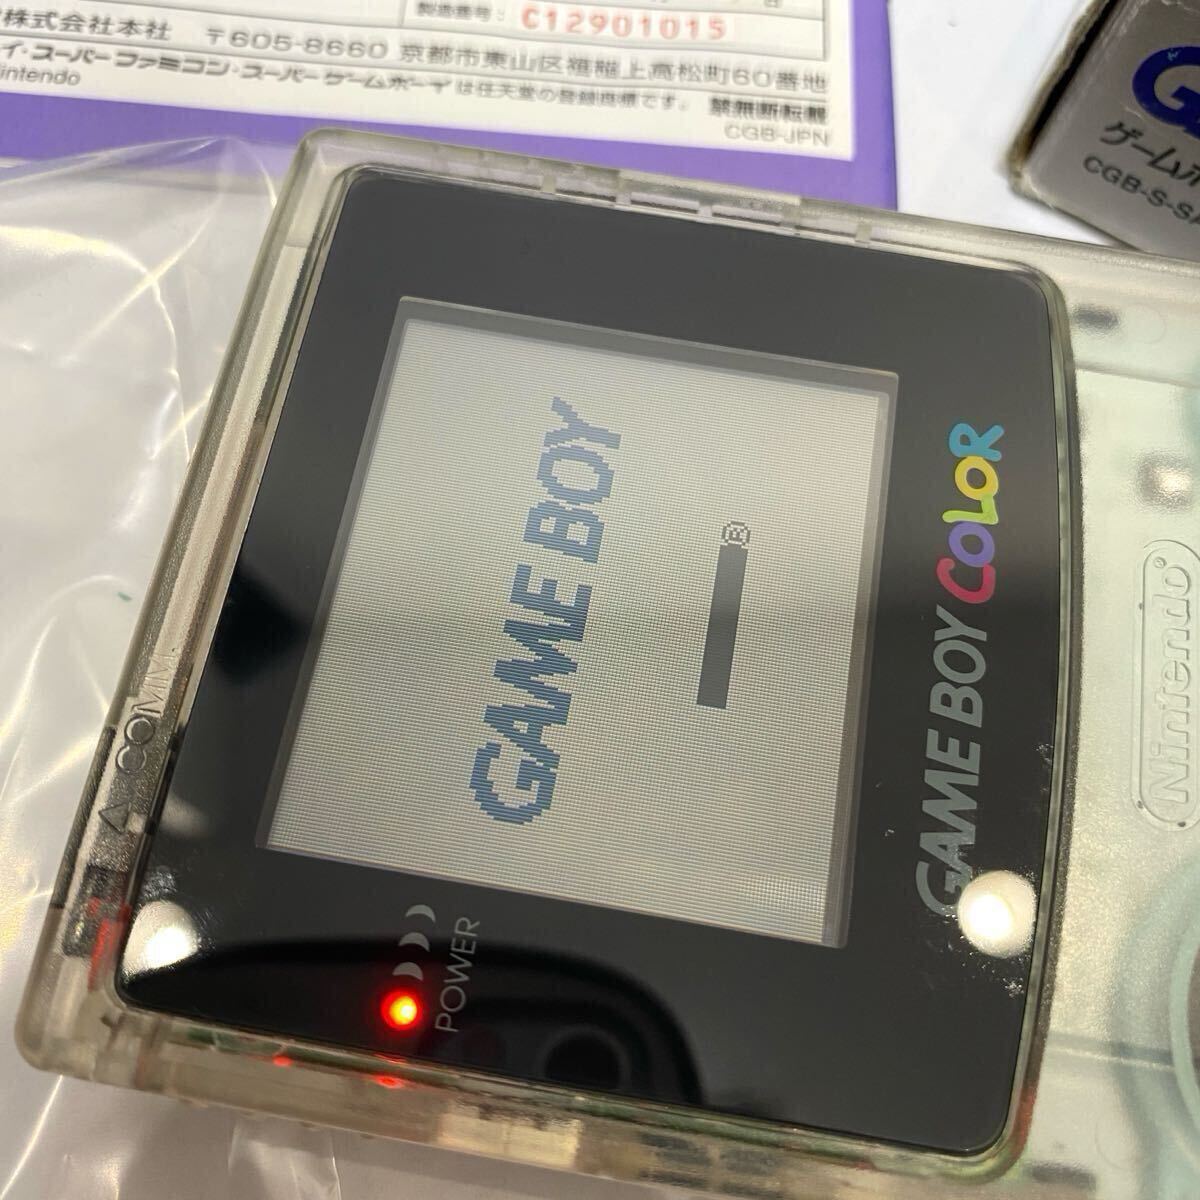 製造番号: C12901015
株式会社本社 〒605-8660 京都市東山区福稲上高松町60番地
イ・スーパーファミコン・スーパーゲームボーイは任天堂の登録商標です。 禁無断転載
Nintendo
CGB-JPN
ゲーム
CGB-S-S
COMM
GAME BOY
®
POWER
GAME BOY COLOR
Nintendo®